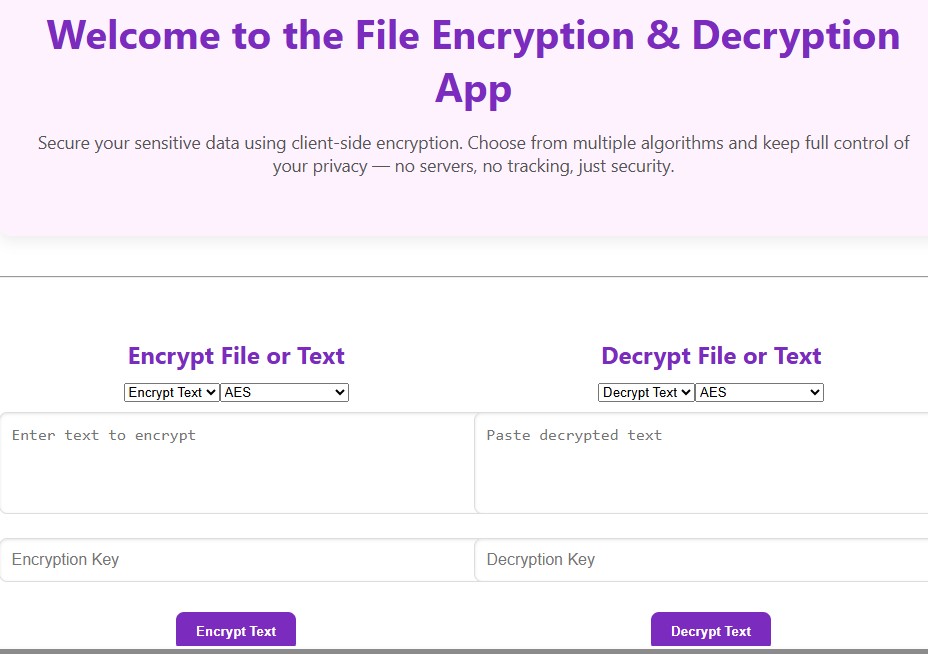 Welcome to the File Encryption & Decryption
App
Secure your sensitive data using client-side encryption. Choose from multiple algorithms and keep full control of
your privacy — no servers, no tracking, just security.
Encrypt File or Text
Encrypt Text AES
Enter text to encrypt
Encryption Key
Encrypt Text
Decrypt File or Text
Decrypt Text AES
Paste decrypted text
Decryption Key
Decrypt Text